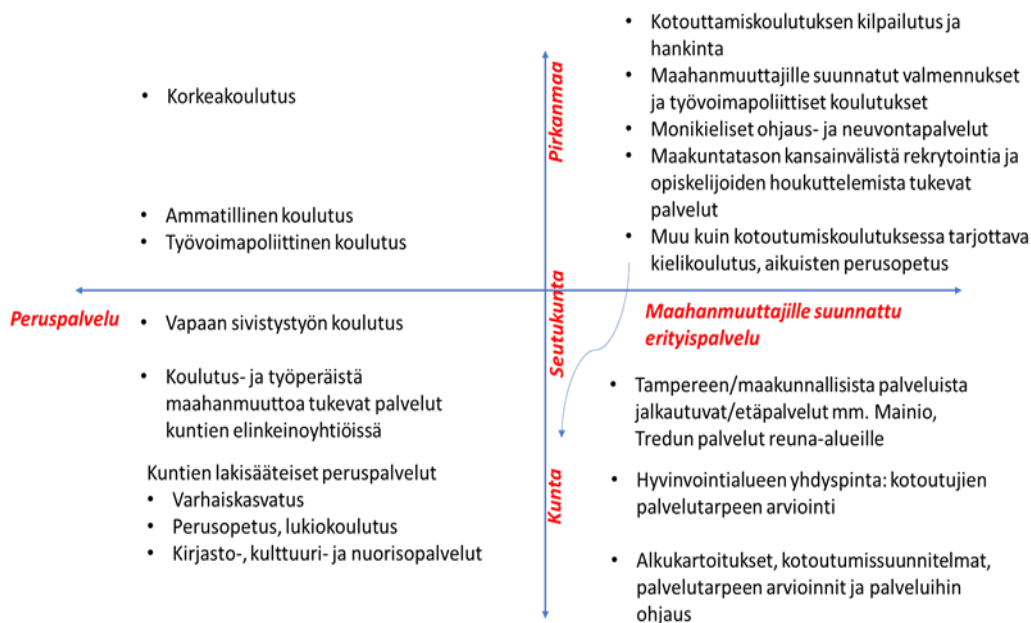 • Korkeakoulutus
• Ammatillinen koulutus
• Työvoimapoliittinen koulutus
Pirkanmaa
• Kotouttamiskoulutuksen kilpailutus ja
hankinta
• Maahanmuuttajille suunnatut valmennukset
ja työvoimapoliittiset koulutukset
• Monikieliset ohjaus- ja neuvontapalvelut
• Maakuntatason kansainvälistä rekrytointia ja
opiskelijoiden houkuttelemista tukevat
palvelut
• Muu kuin kotoutumiskoulutuksessa tarjottava
kielikoulutus, aikuisten perusopetus
Peruspalvelu
Seutukunta
Maahanmuuttajille suunnattu
erityispalvelu
• Vapaan sivistystyön koulutus
• Koulutus- ja työperäistä
maahanmuuttoa tukevat palvelut
kuntien elinkeinoyhtiöissä
Kuntien lakisääteiset peruspalvelut
• Varhaiskasvatus
• Perusopetus, lukiokoulutus
• Kirjasto-, kulttuuri- ja nuorisopalvelut
Kunta
• Tampereen/maakunnallisista palveluista
jalkautuvat/etäpalvelut mm. Mainio,
Tredun palvelut reuna-alueille
• Hyvinvointialueen yhdyspinta: kotoutujien
palvelutarpeen arviointi
• Alkukartoitukset, kotoutumissuunnitelmat,
palvelutarpeen arvioinnit ja palveluihin
ohjaus